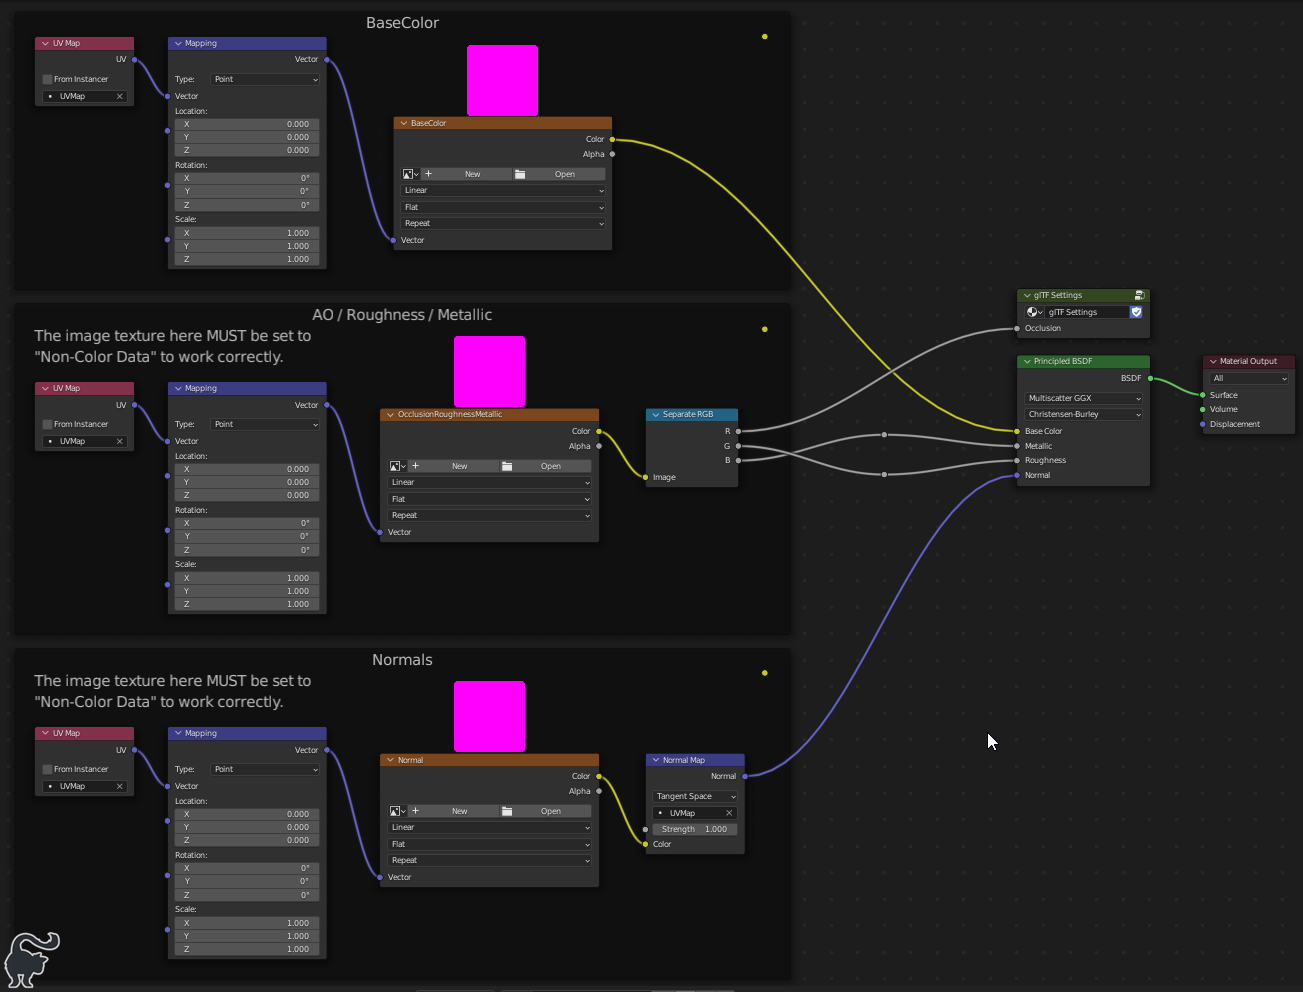 BaseColor
UV Map
UV
From Instancer
UVMap
Mapping
Vector
Type: Point
Vector
Location:
X 0.000
Y 0.000
Z 0.000
Rotation:
X 0°
Y 0°
Z 0°
Scale:
X 1.000
Y 1.000
Z 1.000
BaseColor
Color
Alpha
New Open
Linear
Flat
Repeat
Vector
AO / Roughness / Metallic
The image texture here MUST be set to
"Non-Color Data" to work correctly.
UV Map
UV
From Instancer
UVMap
Mapping
Vector
Type: Point
Vector
Location:
X 0.000
Y 0.000
Z 0.000
Rotation:
X 0°
Y 0°
Z 0°
Scale:
X 1.000
Y 1.000
Z 1.000
OcclusionRoughnessMetallic
Color
Alpha
New Open
Linear
Flat
Repeat
Vector
Separate RGB
R
G
B
Image
Normals
The image texture here MUST be set to
"Non-Color Data" to work correctly.
UV Map
UV
From Instancer
UVMap
Mapping
Vector
Type: Point
Vector
Location:
X 0.000
Y 0.000
Z 0.000
Rotation:
X 0°
Y 0°
Z 0°
Scale:
X 1.000
Y 1.000
Z 1.000
Normal
Color
Alpha
New Open
Linear
Flat
Repeat
Vector
Normal Map
Normal
Tangent Space
UVMap
Strength 1.000
Color
glTF Settings
glTF Settings
Occlusion
Principled BSDF
BSDF
Multiscatter GGX
Christensen-Burley
Base Color
Metallic
Roughness
Normal
Material Output
All
Surface
Volume
Displacement